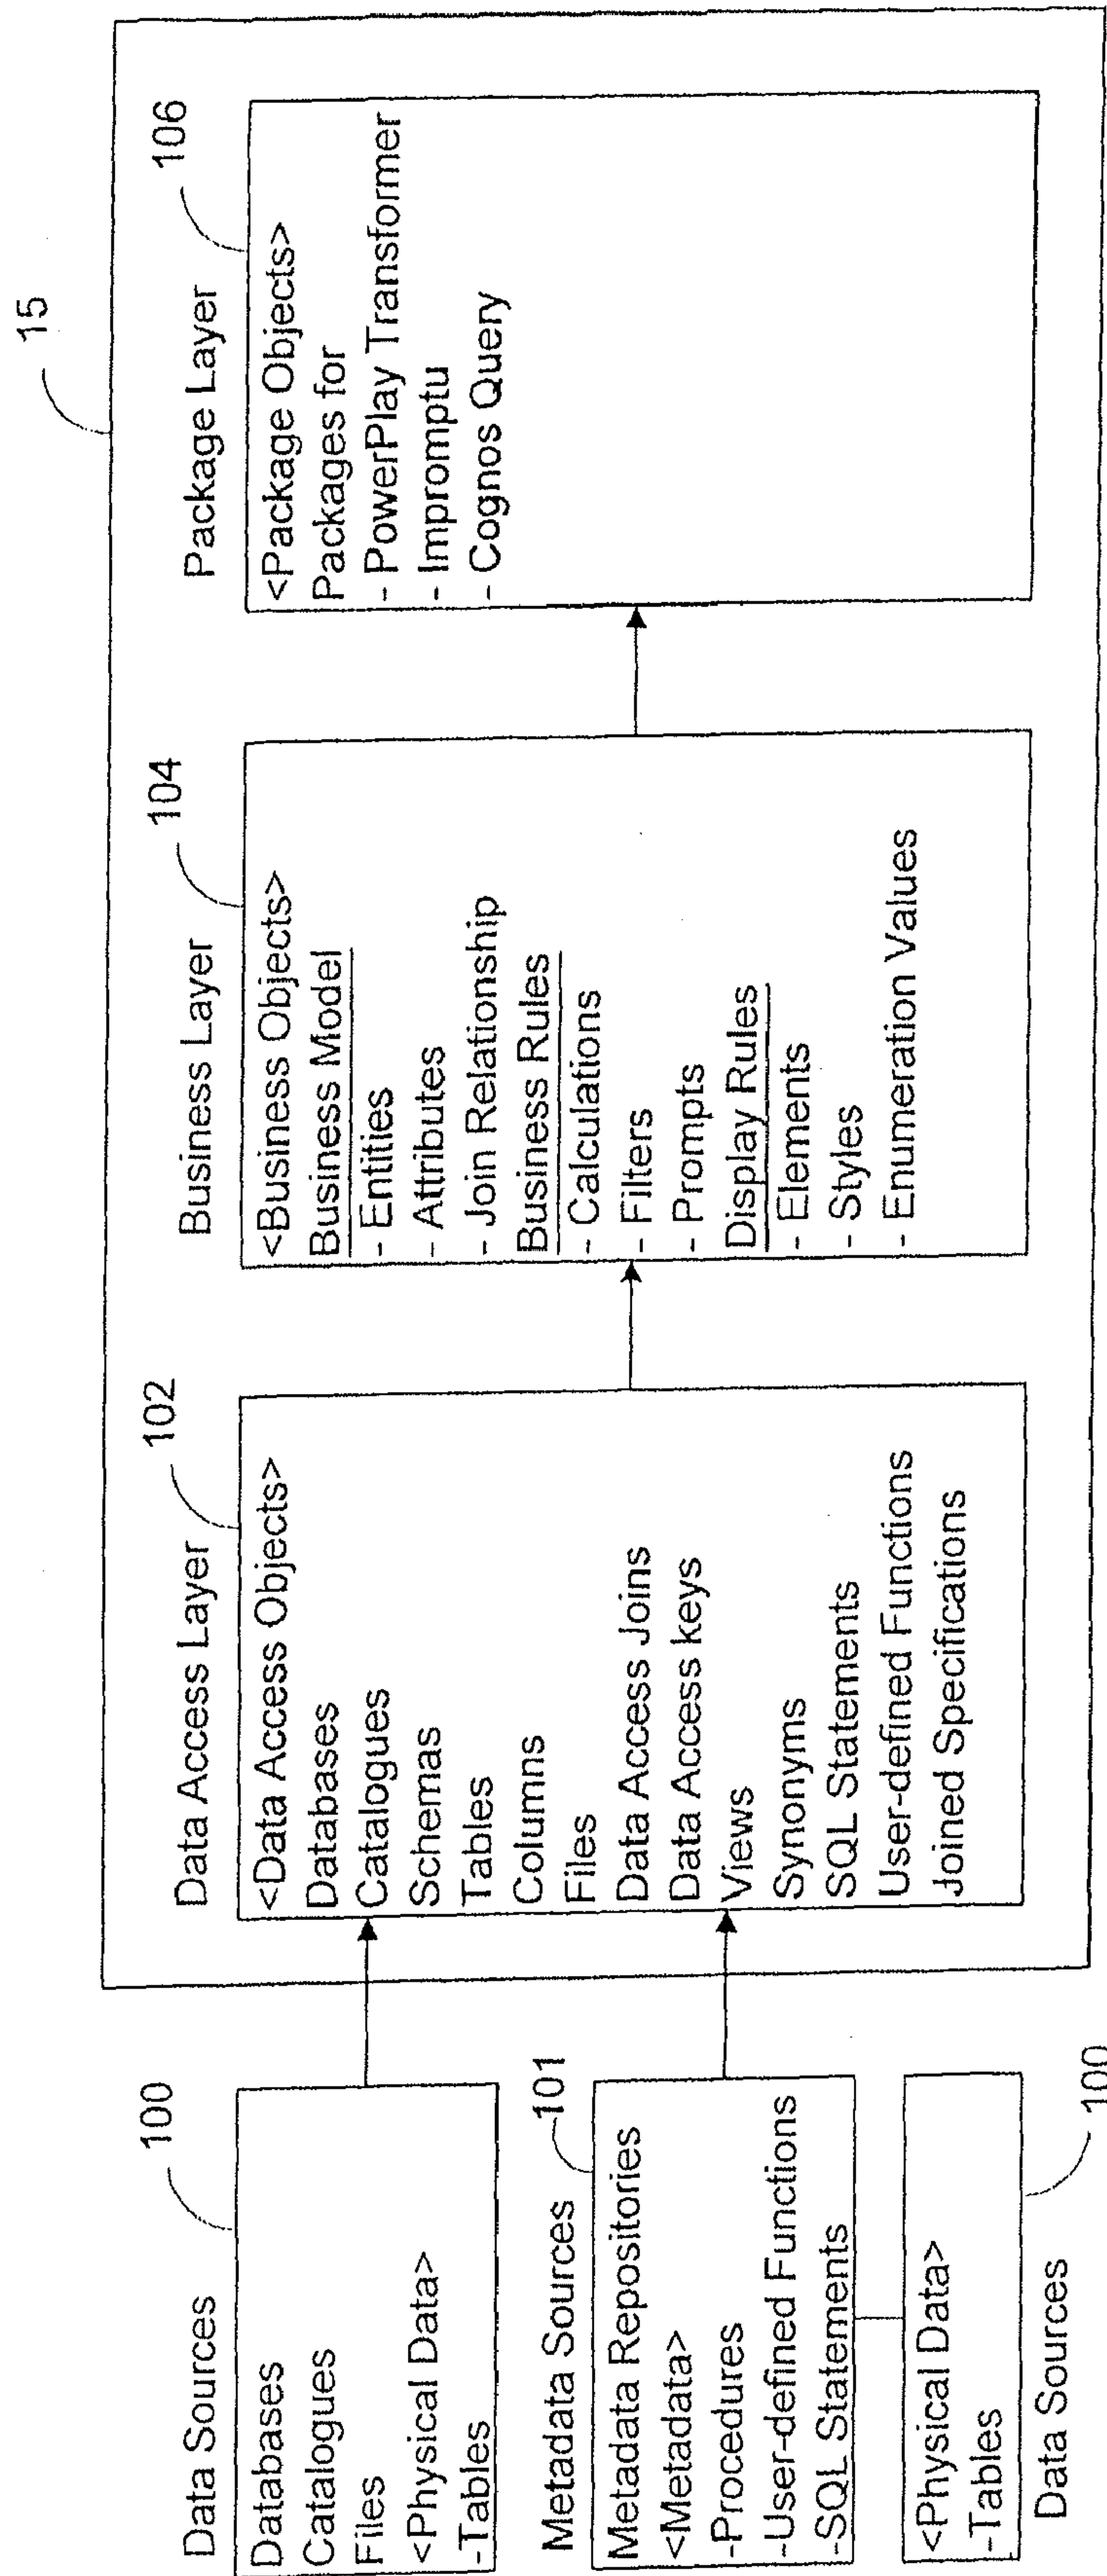 15
Data Sources
100
Databases
Catalogues
Files
<Physical Data>
-Tables
Metadata Sources
101
Metadata Repositories
<Metadata>
-Procedures
-User-defined Functions
-SQL Statements
<Physical Data>
-Tables
Data Sources
100
Data Access Layer
102
<Data Access Objects>
Databases
Catalogues
Schemas
Tables
Columns
Files
Data Access Joins
Data Access keys
Views
Synonyms
SQL Statements
User-defined Functions
Joined Specifications
Business Layer
104
<Business Objects>
Business Model
- Entities
- Attributes
- Join Relationship
Business Rules
- Calculations
- Filters
- Prompts
Display Rules
- Elements
- Styles
- Enumeration Values
Package Layer
106
<Package Objects>
Packages for
- PowerPlay Transformer
- Impromptu
- Cognos Query